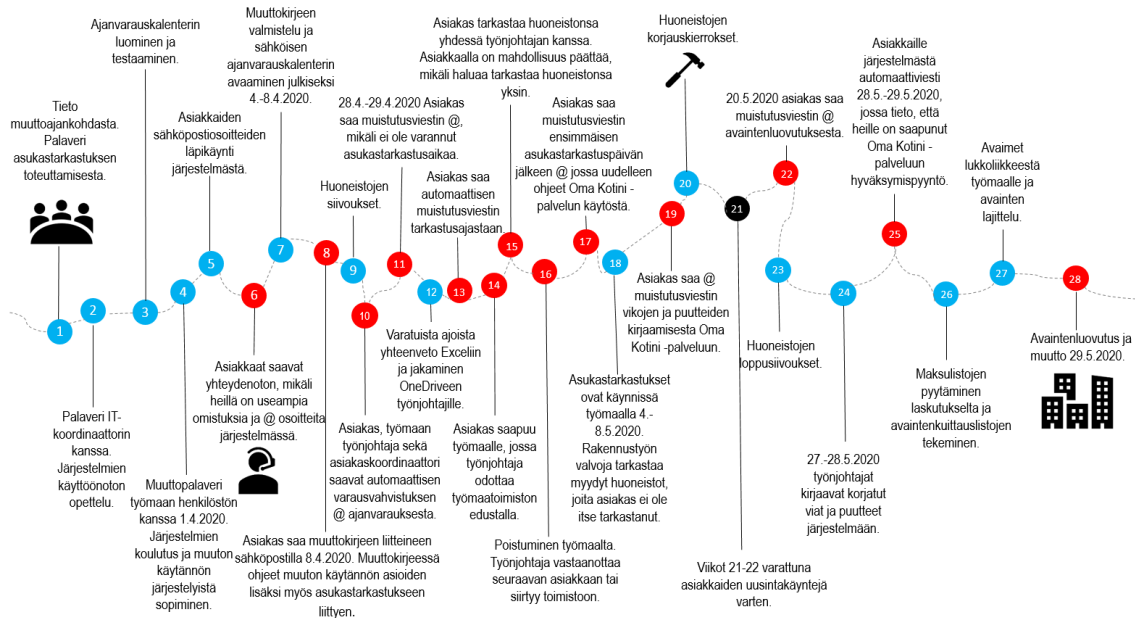 1
Tieto
muuttoajankohdasta.
Palaveri
asukastarkastuksen
toteuttamisesta.
2
Palaveri IT-
koordinaattorin
kanssa.
Järjestelmien
käyttöönoton
opettelu.
3
Ajanvarauskalenterin
luominen ja
testaaminen.
4
Muuttopalaveri
työmaan henkilöstön
kanssa 1.4.2020.
Järjestelmien
koulutus ja muuton
käytännön
järjestelyistä
sopiminen.
5
Asiakkaiden
sähköpostiosoitteiden
läpikäynti
järjestelmästä.
6
Asiakkaat saavat
yhteydenoton, mikäli
heillä on useampia
omistuksia ja @ osoitteita
järjestelmässä.
7
Muuttokirjeen
valmistelu ja
sähköisen
ajanvarauskalenterin
avaaminen julkiseksi
4.-8.4.2020.
8
Asiakas saa muuttokirjeen liitteineen
sähköpostilla 8.4.2020. Muuttokirjeessä
ohjeet muuton käytännön asioiden
lisäksi myös asukastarkastukseen
liittyen.
9
Huoneistojen
siivoukset.
10
Asiakas, työmaan
työnjohtaja sekä
asiakaskoordinaattori
saavat automaattisen
varausvahvistuksen
@ ajanvarauksesta.
11
28.4.-29.4.2020 Asiakas
saa muistutusviestin @,
mikäli ei ole varannut
asukastarkastusaikaa.
12
Varatuista ajoista
yhteenveto Exceliin
ja jakaminen
OneDriveen
työnjohtajille.
13
Asiakas saa
automaattisen
muistutusviestin
tarkastusajastaan.
14
Asiakas saapuu
työmaalle, jossa
työnjohtaja
odottaa
työmaatoimiston
edustalla.
15
Asiakas tarkastaa huoneistonsa
yhdessä työnjohtajan kanssa.
Asiakkaalla on mahdollisuus päättää,
mikäli haluaa tarkastaa huoneistonsa
yksin.
16
Poistuminen työmaalta.
Työnjohtaja vastaanottaa
seuraavan asiakkaan tai
siirtyy toimistoon.
17
Asiakas saa
muistutusviestin
ensimmäisen
asukastarkastuspäivän
jälkeen @ jossa uudelleen
ohjeet Oma Kotini -
palvelun käytöstä.
18
Asukastarkastukset
ovat käynnissä
työmaalla 4.-
8.5.2020.
Rakennustyön
valvoja tarkastaa
myydyt huoneistot,
joita asiakas ei ole
itse tarkastanut.
19
Asiakas saa @
muistutusviestin
vikojen ja puutteiden
kirjaamisesta Oma
Kotini -palveluun.
20
Huoneistojen
korjauskierrokset.
21
Viikot 21-22 varattuna
asiakkaiden uusintakäyntejä
varten.
22
20.5.2020 asiakas saa
muistutusviestin @
avaintenluovutuksesta.
23
Huoneistojen
loppusiivoukset.
24
27.-28.5.2020
työnjohtajat
kirjaavat korjatut
viat ja puutteet
järjestelmään.
25
Asiakkaille
järjestelmästä
automaattiviesti
28.5.-29.5.2020,
jossa tieto, että
heille on saapunut
Oma Kotini -
palveluun
hyväksymispyyntö.
26
Maksulistojen
pyytäminen
laskutukselta ja
avaintenkuittauslistojen
tekeminen.
27
Avaimet
lukkoliikkeestä
työmaalle ja
avainten
lajittelu.
28
Avaintenluovutus ja
muutto 29.5.2020.